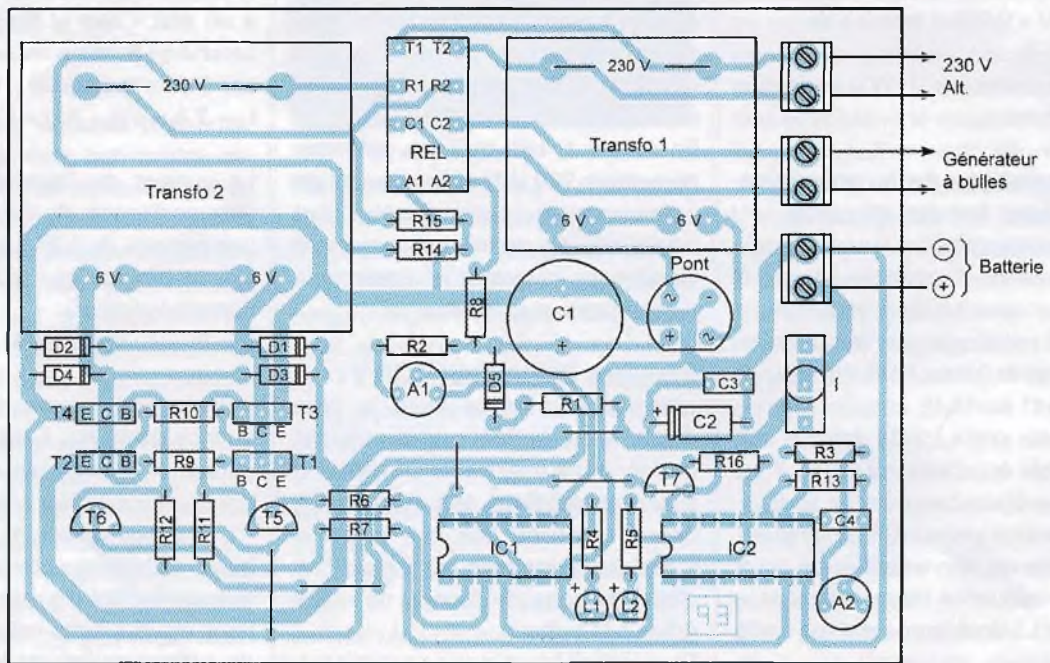 230 V
T1 T2
R1 R2
C1 C2
REL
A1 A2
Transfo 2
6 V
6 V
230 V
Transfo 1
6 V
6 V
Pont
230 V
Alt.
Générateur
à bulles
Batterie
R15
R14
R8
C1
R2
A1
D5
R1
C3
C2
D2
D4
D1
D3
T4
E C B
R10
T3
B C E
T2
E C B
R9
T1
B C E
T6
R12
R11
T5
R6
R7
IC1
R4
R5
L1
L2
T7
R16
R3
R13
C4
IC2
A2